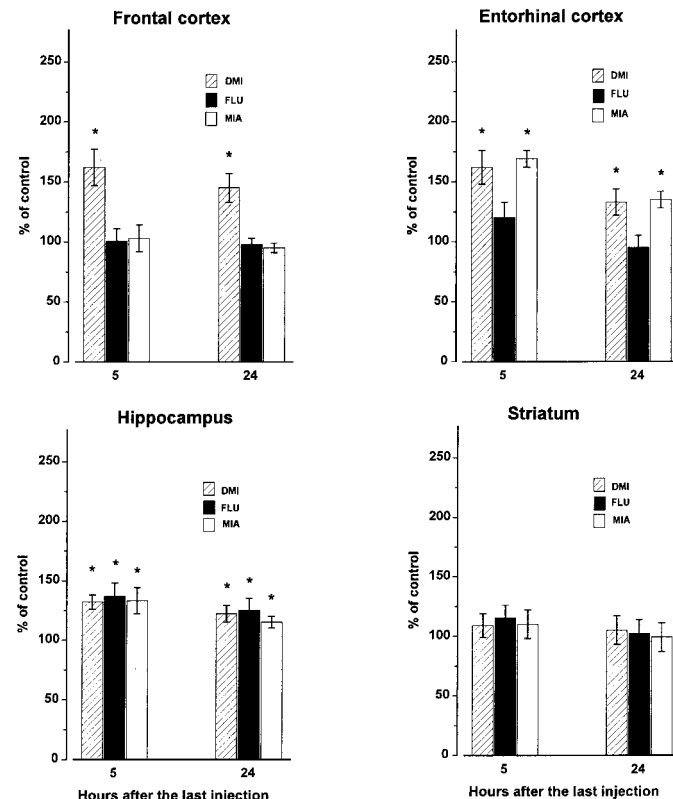 Frontal cortex
250
200
150
100
50
0
% of control
DMI
FLU
MIA
*
*
5
24
Entorhinal cortex
250
200
150
100
50
0
% of control
DMI
FLU
MIA
*
*
*
*
5
24
Hippocampus
250
200
150
100
50
0
% of control
DMI
FLU
MIA
*
*
*
*
*
*
5
24
Hours after the last injection
Striatum
250
200
150
100
50
0
% of control
DMI
FLU
MIA
5
24
Hours after the last injection